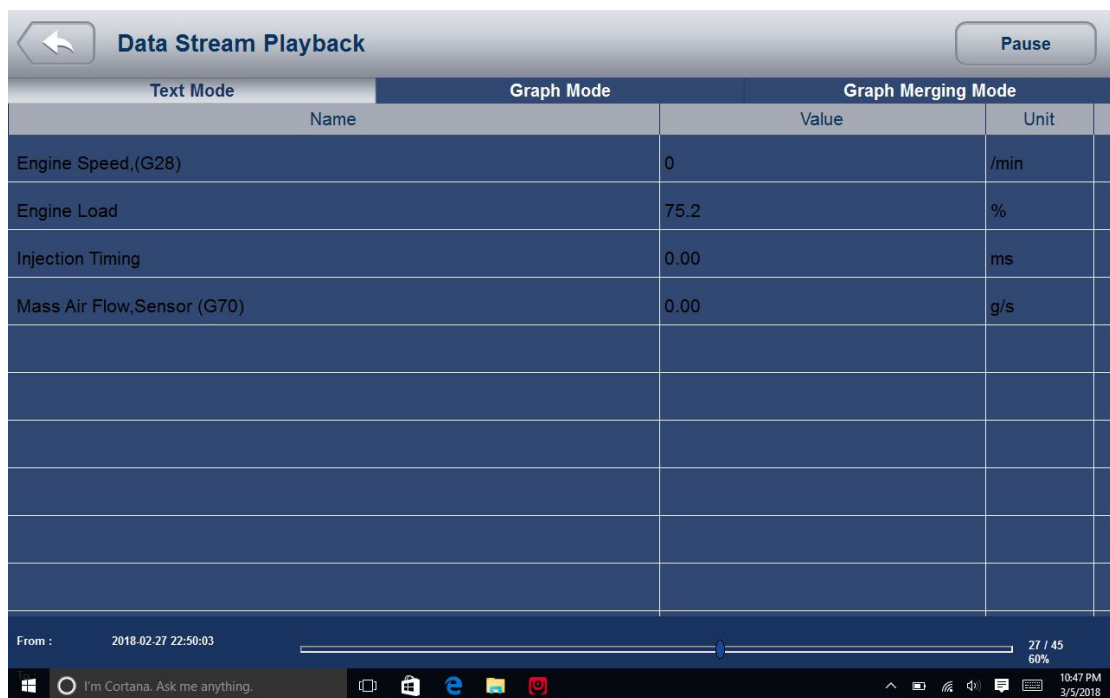 Data Stream Playback
Pause
Text Mode Graph Mode Graph Merging Mode
Name Value Unit
Engine Speed,(G28) 0 /min
Engine Load 75.2 %
Injection Timing 0.00 ms
Mass Air Flow,Sensor (G70) 0.00 g/s
From : 2018-02-27 22:50:03
27 / 45
60%
I'm Cortana. Ask me anything.
10:47 PM
3/5/2018